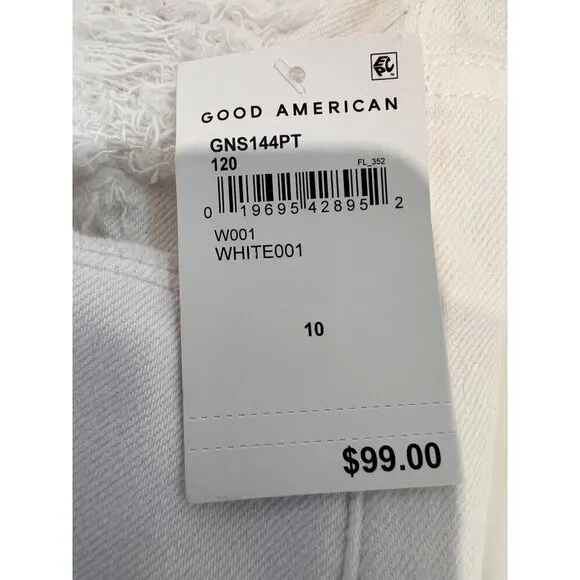 GOOD AMERICAN
GNS144PT
120
FL_352
0 19695 42895 2
W001
WHITE001
10
$99.00